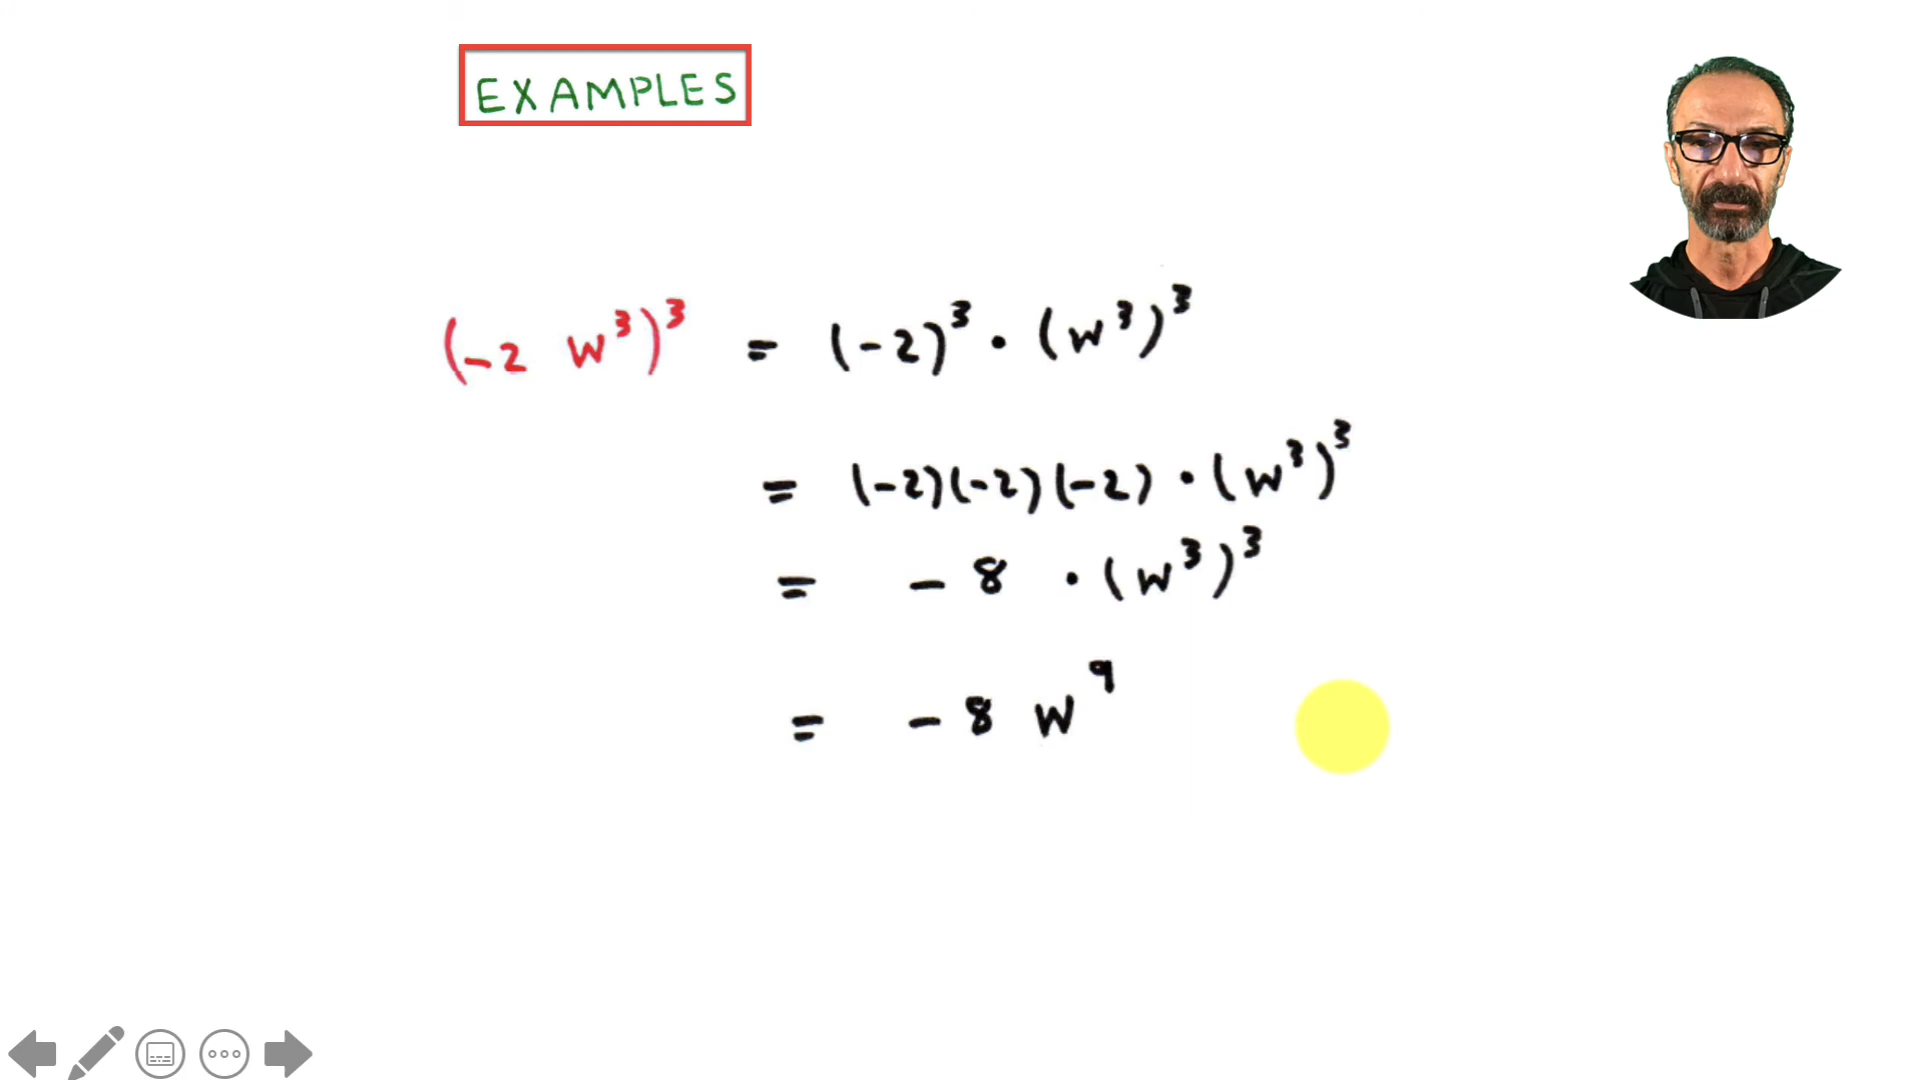 EXAMPLES
(-2 w³)³ = (-2)³ · (w³)³
= (-2)(-2)(-2) · (w³)³
= -8 · (w³)³
= -8 w⁹